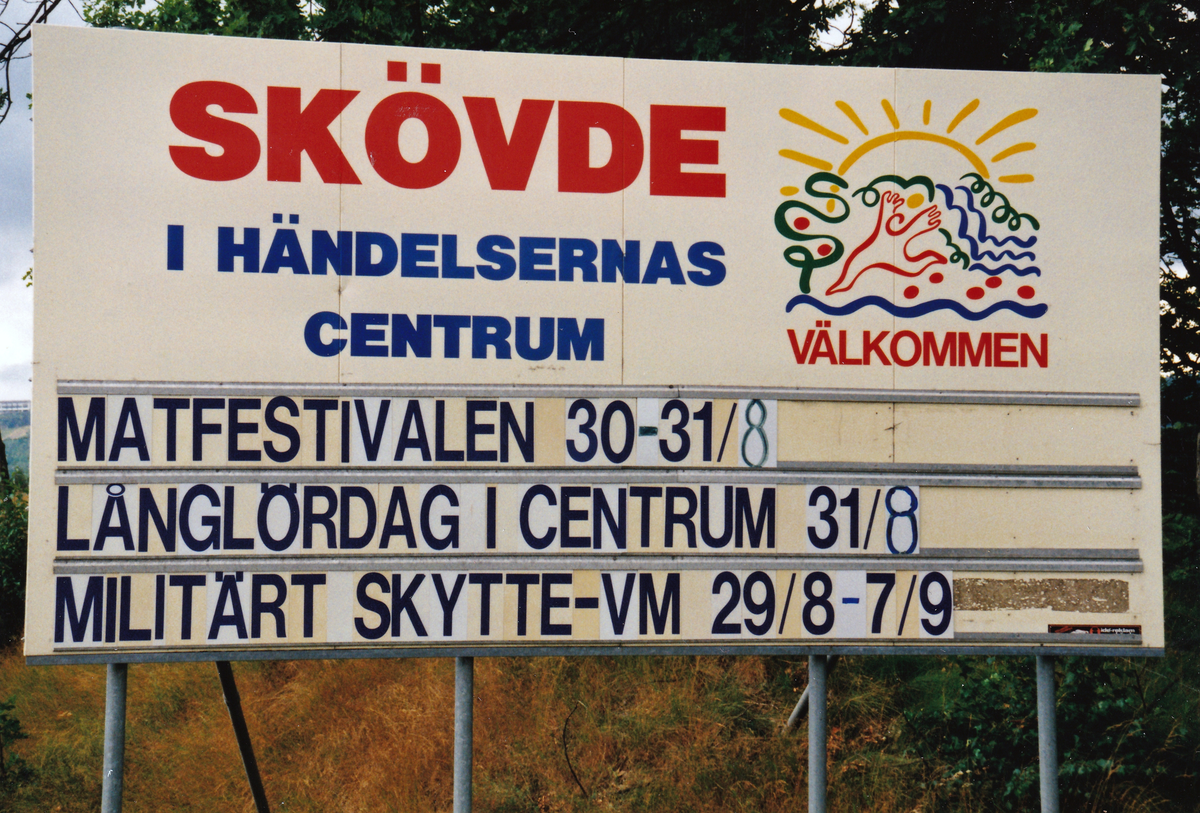 SKÖVDE
I HÄNDELSERNAS
CENTRUM
VÄLKOMMEN
MATFESTIVALEN 30-31/8
LÅNGLÖRDAG I CENTRUM 31/8
MILITÄRT SKYTTE-VM 29/8-7/9